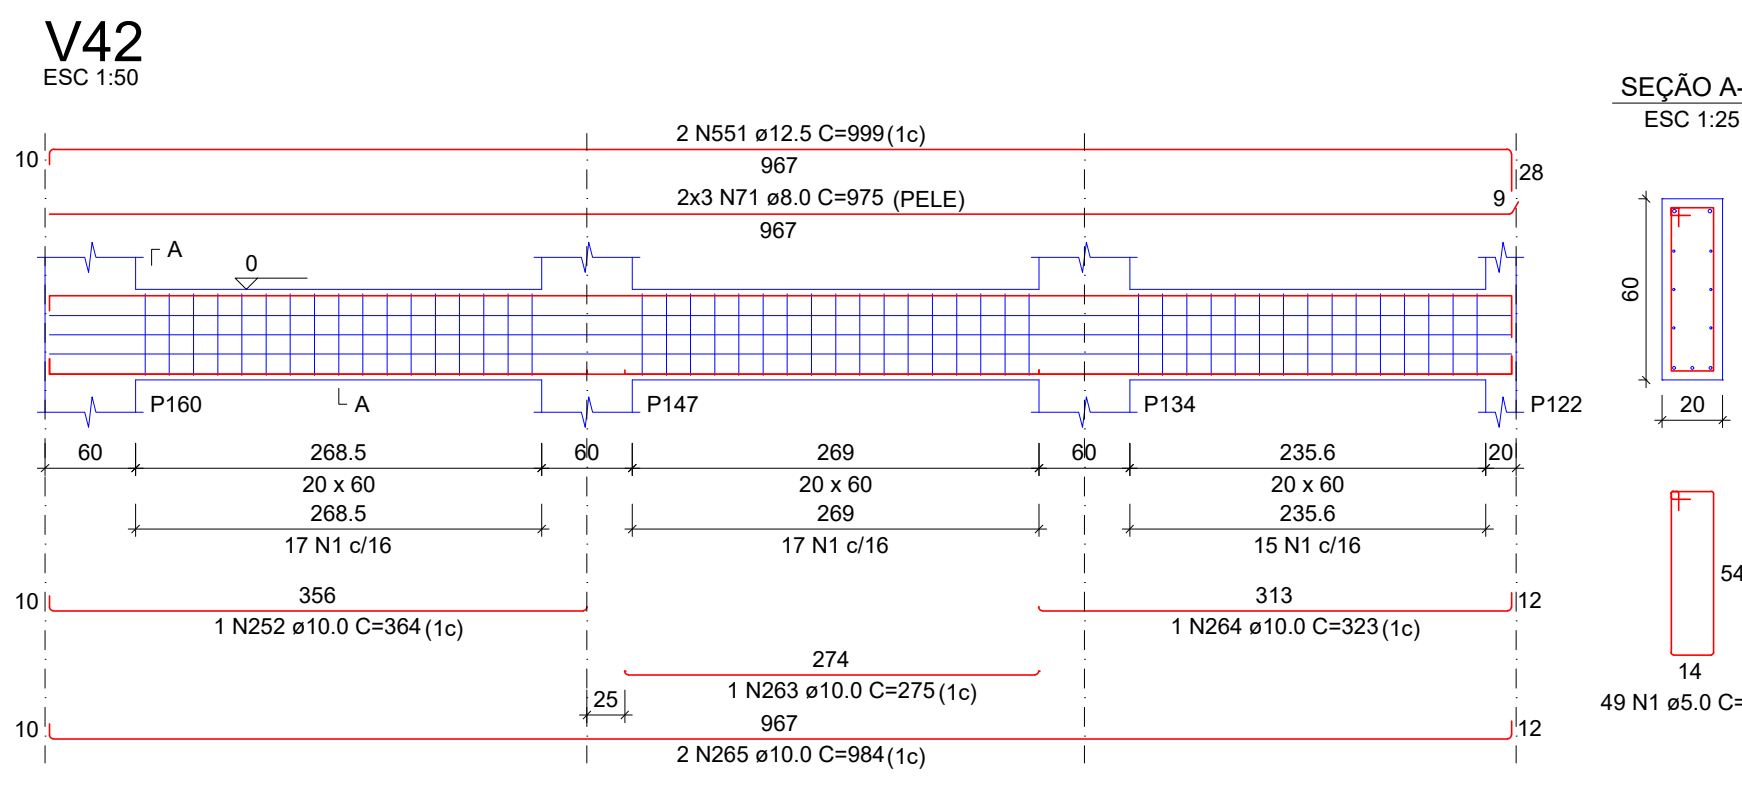 V42
ESC 1:50
SEÇÃO A-
ESC 1:25
2 N551 ø12.5 C=999 (1c)
10
967
28
2x3 N71 ø8.0 C=975 (PELE)
9
967
A
0
60
A
P160
P147
P134
P122
20
60 268.5 60 269 60 235.6 20
20 x 60 20 x 60 20 x 60
268.5 269 235.6
17 N1 c/16 17 N1 c/16 15 N1 c/16
54
10 356 313 12
1 N252 ø10.0 C=364 (1c) 1 N264 ø10.0 C=323 (1c)
274
14
1 N263 ø10.0 C=275 (1c)
25
49 N1 ø5.0 C=
10 967 12
2 N265 ø10.0 C=984 (1c)